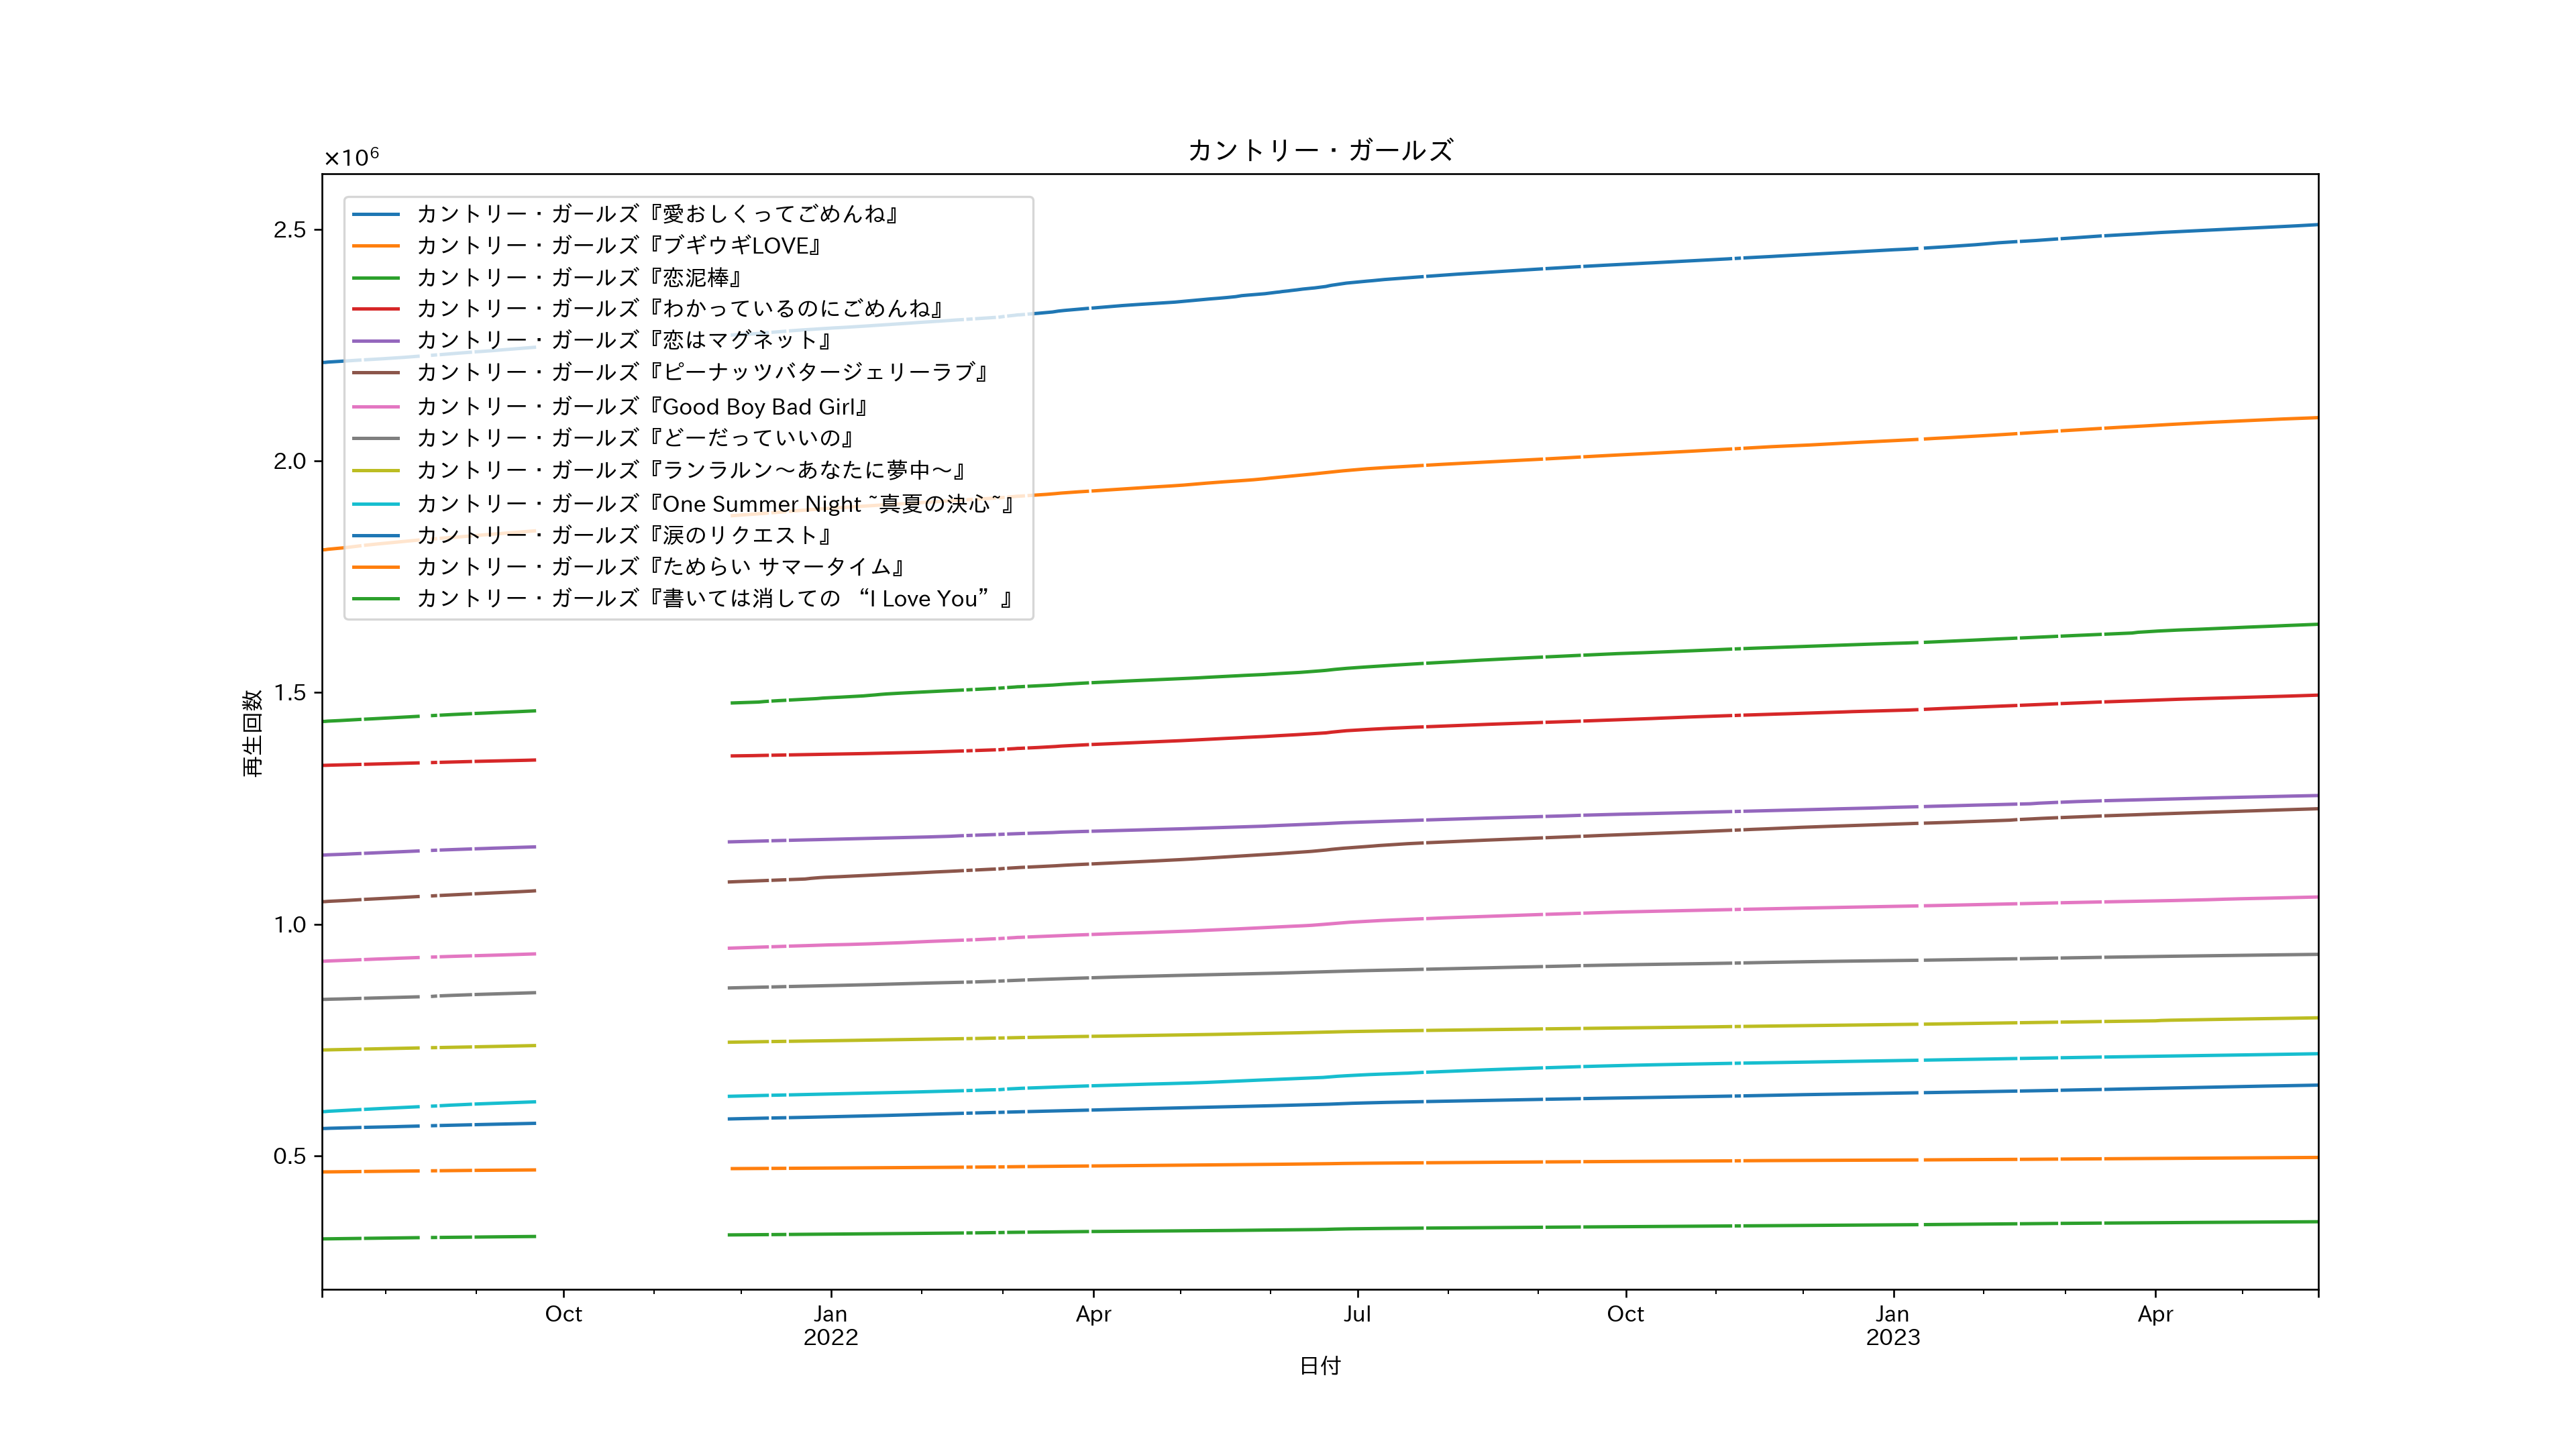 カントリー・ガールズ
×10⁶
カントリー・ガールズ『愛おしくってごめんね』
カントリー・ガールズ『ブギウギLOVE』
カントリー・ガールズ『恋泥棒』
カントリー・ガールズ『わかっているのにごめんね』
カントリー・ガールズ『恋はマグネット』
カントリー・ガールズ『ピーナッツバタージェリーラブ』
カントリー・ガールズ『Good Boy Bad Girl』
カントリー・ガールズ『どーだっていいの』
カントリー・ガールズ『ランラルン～あなたに夢中～』
カントリー・ガールズ『One Summer Night ~真夏の決心~』
カントリー・ガールズ『涙のリクエスト』
カントリー・ガールズ『ためらい サマータイム』
カントリー・ガールズ『書いては消しての “I Love You” 』
2.5
2.0
1.5
1.0
0.5
再生回数
Oct
Jan
2022
Apr
Jul
Oct
Jan
2023
Apr
日付